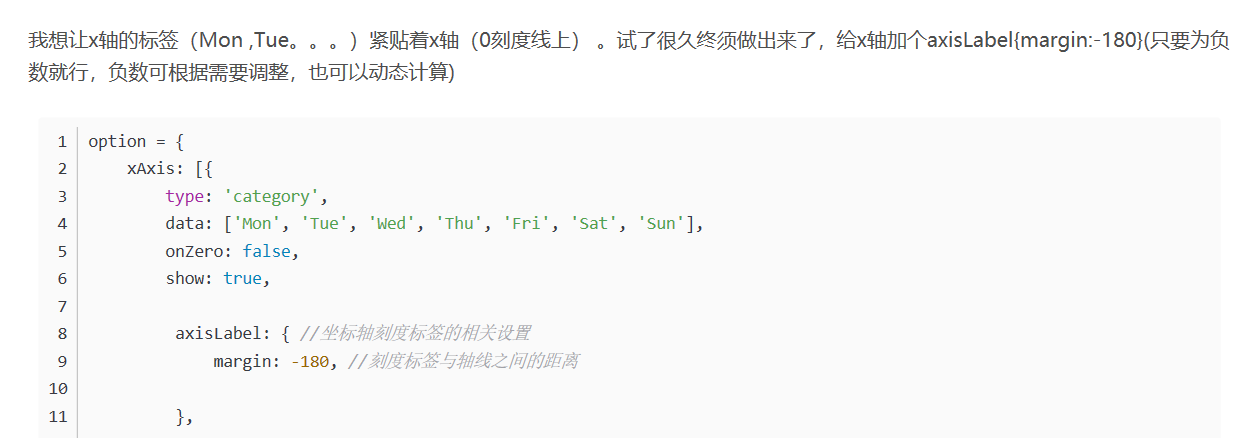 我想让x轴的标签（Mon ,Tue。。。）紧贴着x轴（0刻度线上） 。试了很久终须做出来了，给x轴加个axisLabel{margin:-180}(只要为负
数就行，负数可根据需要调整，也可以动态计算)
1 option = {
2 xAxis: [{
3 type: 'category',
4 data: ['Mon', 'Tue', 'Wed', 'Thu', 'Fri', 'Sat', 'Sun'],
5 onZero: false,
6 show: true,
7
8 axisLabel: { //坐标轴刻度标签的相关设置
9 margin: -180, //刻度标签与轴线之间的距离
10
11 },